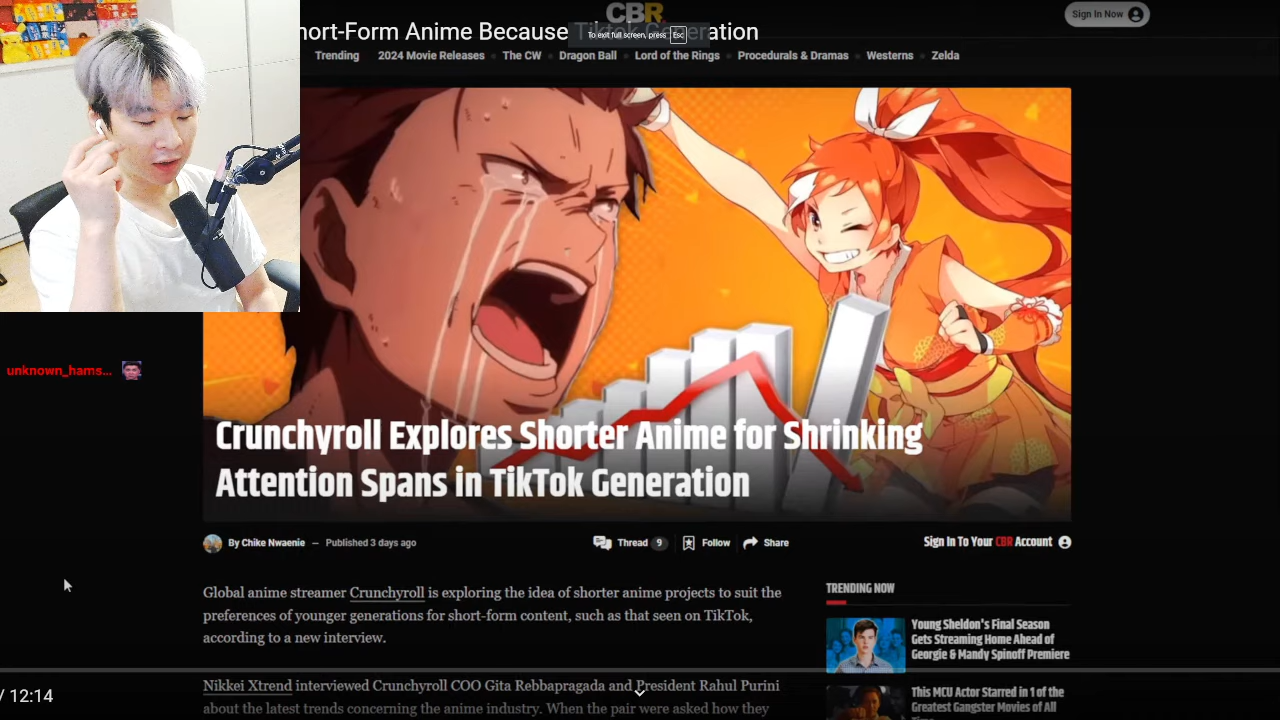 CBR
Sign In Now
hort-Form Anime Because Tiktok Generation
To exit full screen, press Esc
Trending 2024 Movie Releases The CW Dragon Ball Lord of the Rings Procedurals & Dramas Westerns Zelda
unknown_hams...
Crunchyroll Explores Shorter Anime for Shrinking
Attention Spans in TikTok Generation
By Chike Nwaenie — Published 3 days ago
Thread 9 Follow Share
Sign In To Your CBR Account
Global anime streamer Crunchyroll is exploring the idea of shorter anime projects to suit the
preferences of younger generations for short-form content, such as that seen on TikTok,
according to a new interview.
TRENDING NOW
Young Sheldon's Final Season
Gets Streaming Home Ahead of
Georgie & Mandy Spinoff Premiere
Nikkei Xtrend interviewed Crunchyroll COO Gita Rebbapragada and President Rahul Purini
about the latest trends concerning the anime industry. When the pair were asked how they
This MCU Actor Starred in 1 of the
Greatest Gangster Movies of All
/ 12:14